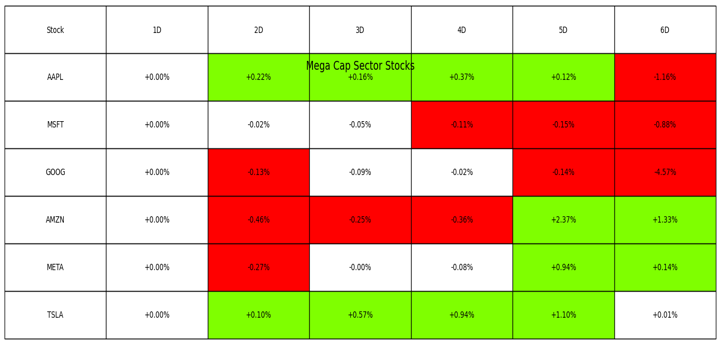 Stock 1D 2D 3D 4D 5D 6D
Mega Cap Sector Stocks
AAPL +0.00% +0.22% +0.16% +0.37% +0.12% -1.16%
MSFT +0.00% -0.02% -0.05% -0.11% -0.15% -0.88%
GOOG +0.00% -0.13% -0.09% -0.02% -0.14% -4.57%
AMZN +0.00% -0.46% -0.25% -0.36% +2.37% +1.33%
META +0.00% -0.27% -0.00% -0.08% +0.94% +0.14%
TSLA +0.00% +0.10% +0.57% +0.94% +1.10% +0.01%